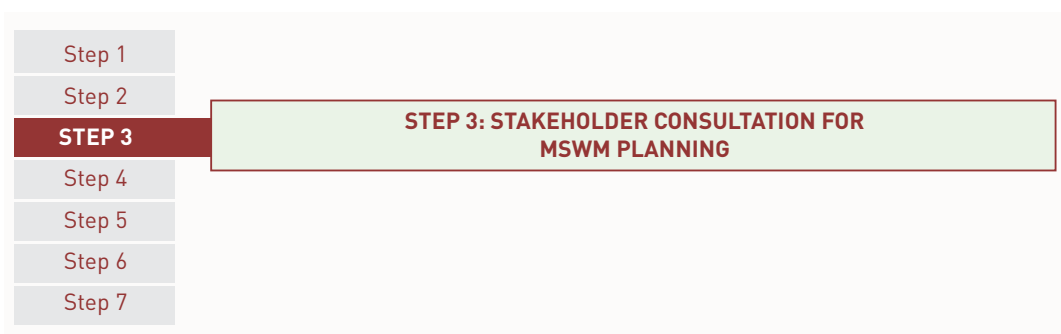 Step 1
Step 2
STEP 3
STEP 3: STAKEHOLDER CONSULTATION FOR
MSWM PLANNING
Step 4
Step 5
Step 6
Step 7